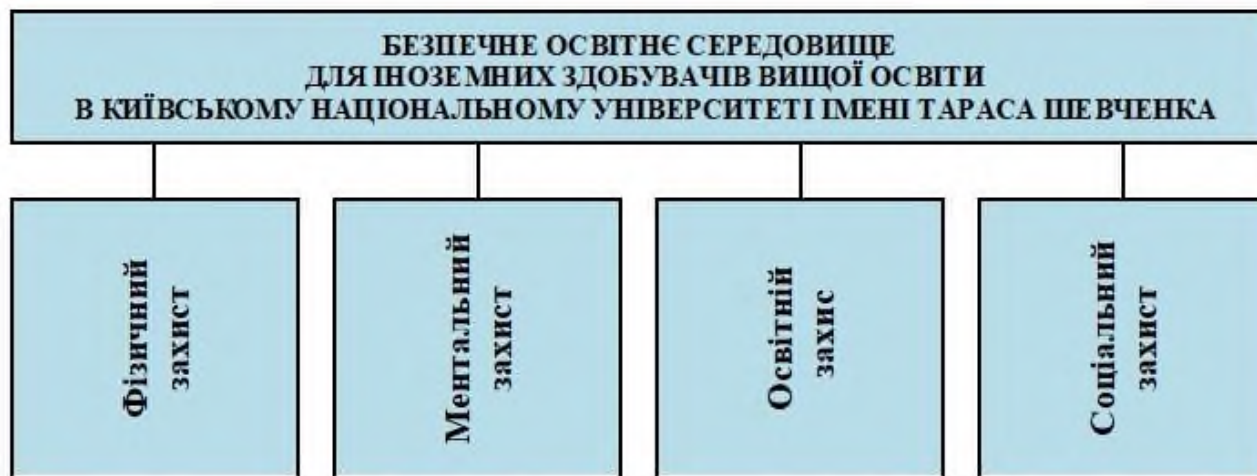 БЕЗПЕЧНЕ ОСВІТНЄ СЕРЕДОВИЩЕ
ДЛЯ ІНОЗЕМНИХ ЗДОБУВАЧІВ ВИЩОЇ ОСВІТИ
В КИЇВСЬКОМУ НАЦІОНАЛЬНОМУ УНІВЕРСИТЕТІ ІМЕНІ ТАРАСА ШЕВЧЕНКА
Фізичний
захист
Ментальний
захист
Освітній
захис
Соціальний
захист